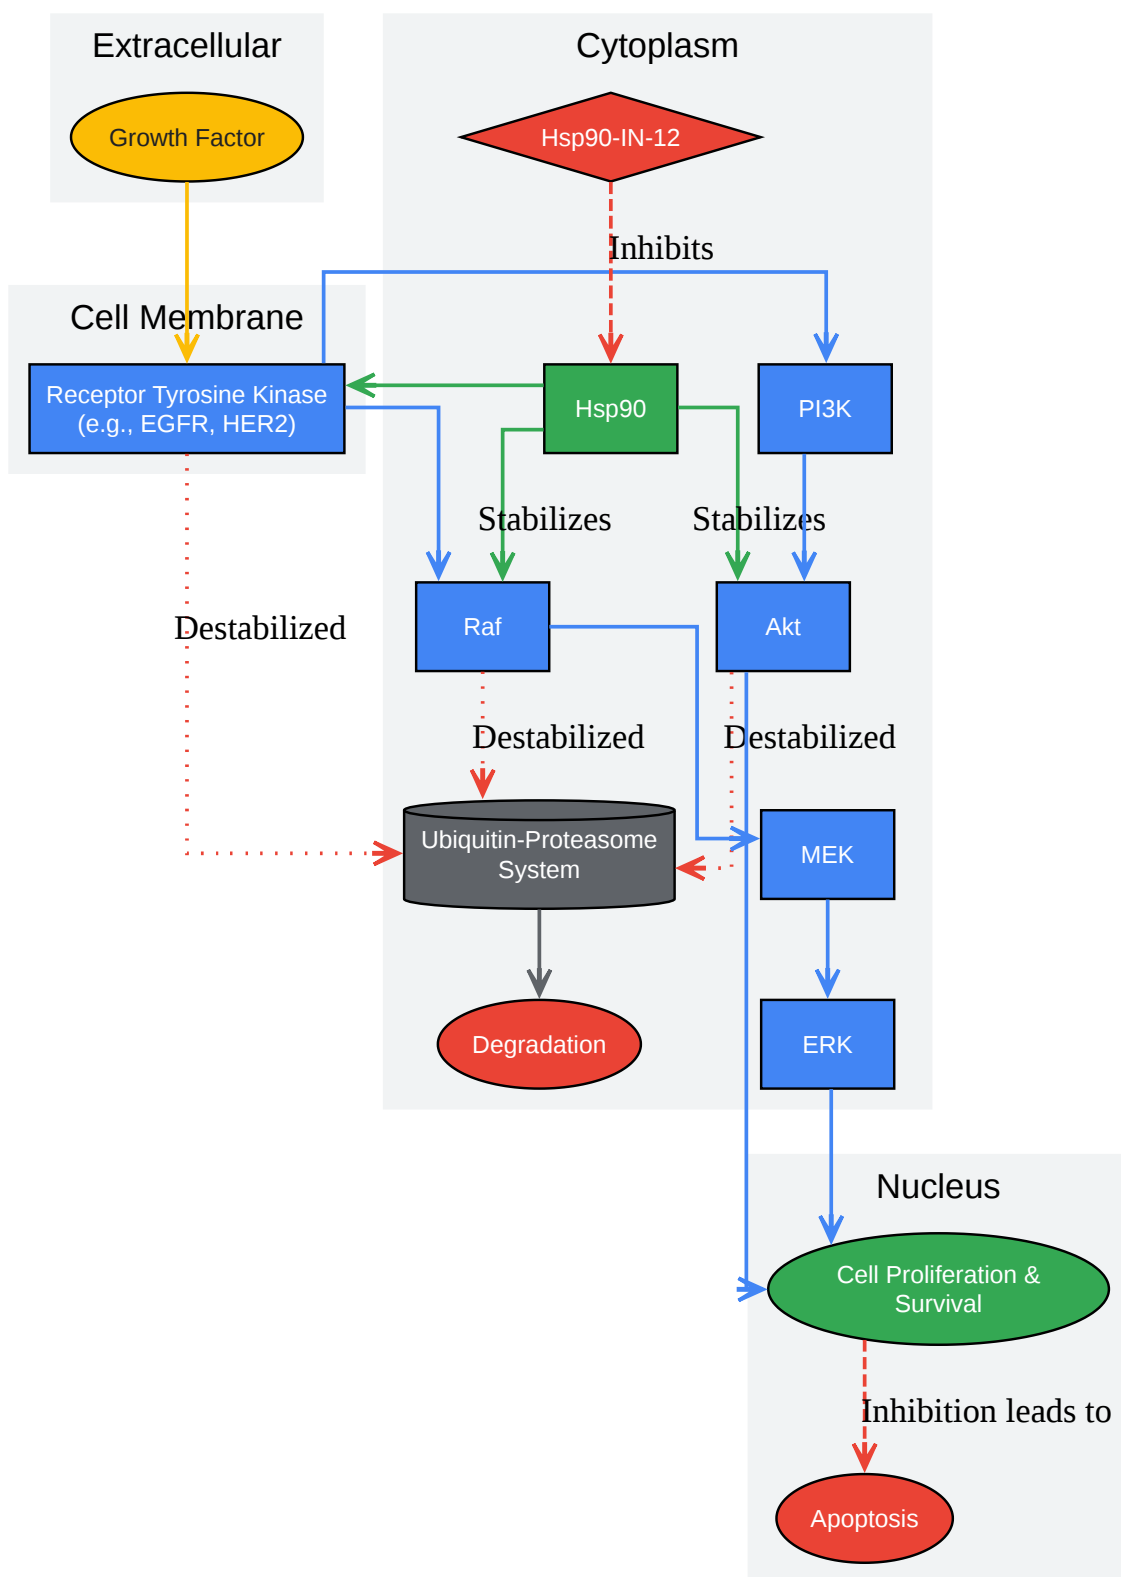 Extracellular
Cytoplasm
Growth Factor
Hsp90-IN-12
Inhibits
Cell Membrane
Receptor Tyrosine Kinase
(e.g., EGFR, HER2)
Hsp90
PI3K
Stabilizes
Stabilizes
Destabilized
Raf
Akt
Destabilized
Destabilized
Ubiquitin-Proteasome
System
MEK
Degradation
ERK
Nucleus
Cell Proliferation &
Survival
Inhibition leads to
Apoptosis